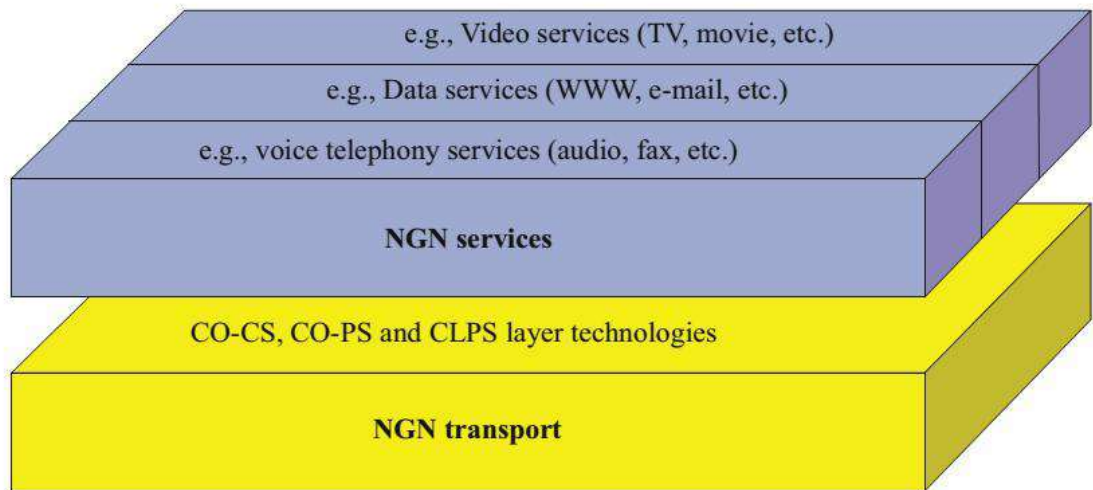 e.g., Video services (TV, movie, etc.)
e.g., Data services (WWW, e-mail, etc.)
e.g., voice telephony services (audio, fax, etc.)
NGN services
CO-CS, CO-PS and CLPS layer technologies
NGN transport